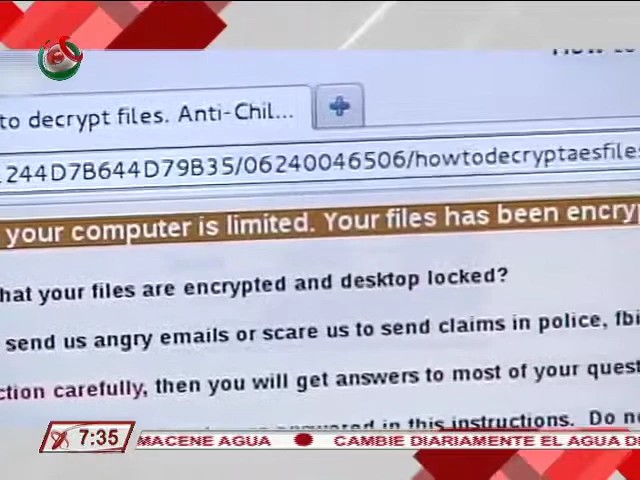 to decrypt files. Anti-Chil...
244D7B644D79B35/06240046506/howtodecryptaesfiles
your computer is limited. Your files has been encryp
hat your files are encrypted and desktop locked?
send us angry emails or scare us to send claims in police, fbi
ction carefully, then you will get answers to most of your quest
in this instructions. Do no
7:35
MACENE AGUA
CAMBIE DIARIAMENTE EL AGUA DE